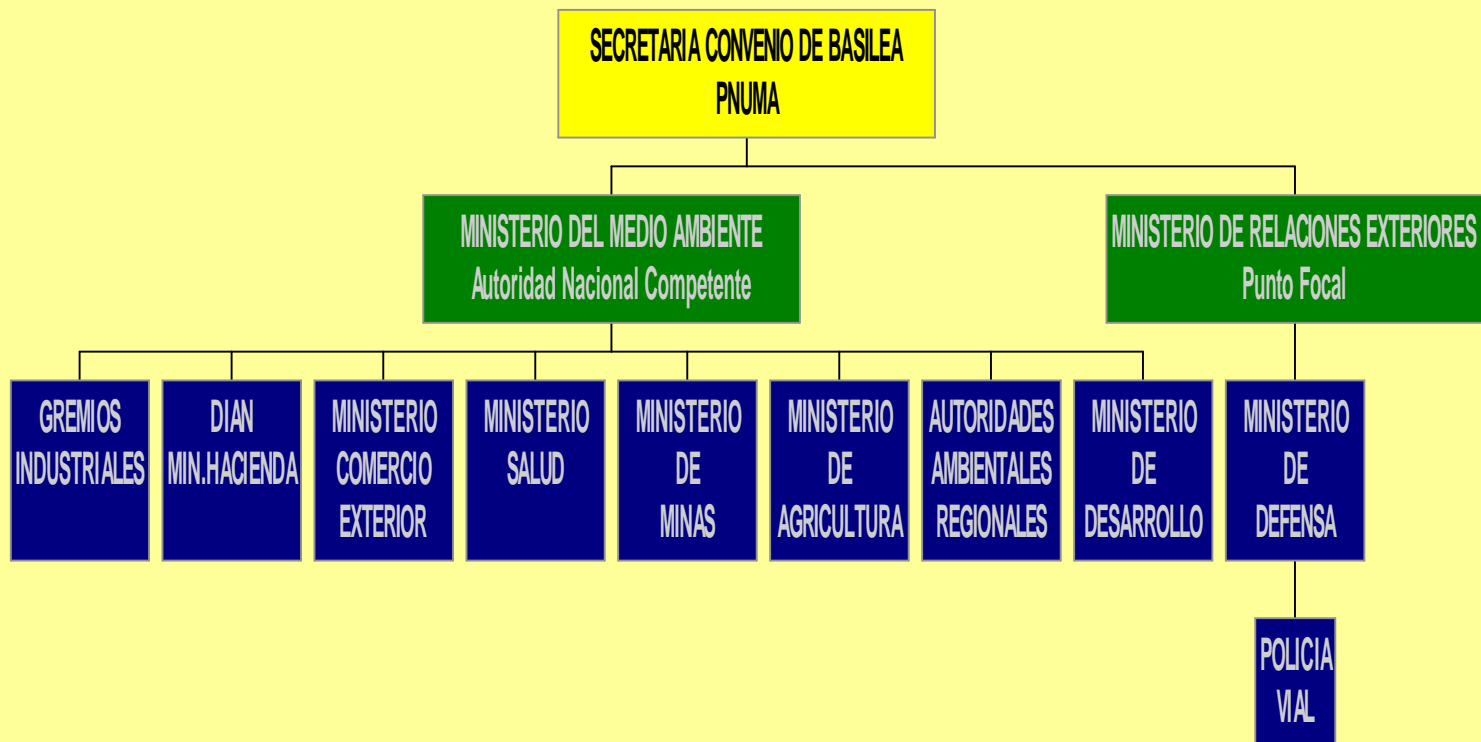 SECRETARIA CONVENIO DE BASILEA
PNUMA
MINISTERIO DEL MEDIO AMBIENTE
Autoridad Nacional Competente
MINISTERIO DE RELACIONES EXTERIORES
Punto Focal
GREMIOS
INDUSTRIALES
DIAN
MIN.HACIENDA
MINISTERIO
COMERCIO
EXTERIOR
MINISTERIO
SALUD
MINISTERIO
DE
MINAS
MINISTERIO
DE
AGRICULTURA
AUTORIDADES
AMBIENTALES
REGIONALES
MINISTERIO
DE
DESARROLLO
MINISTERIO
DE
DEFENSA
POLICIA
VIAL